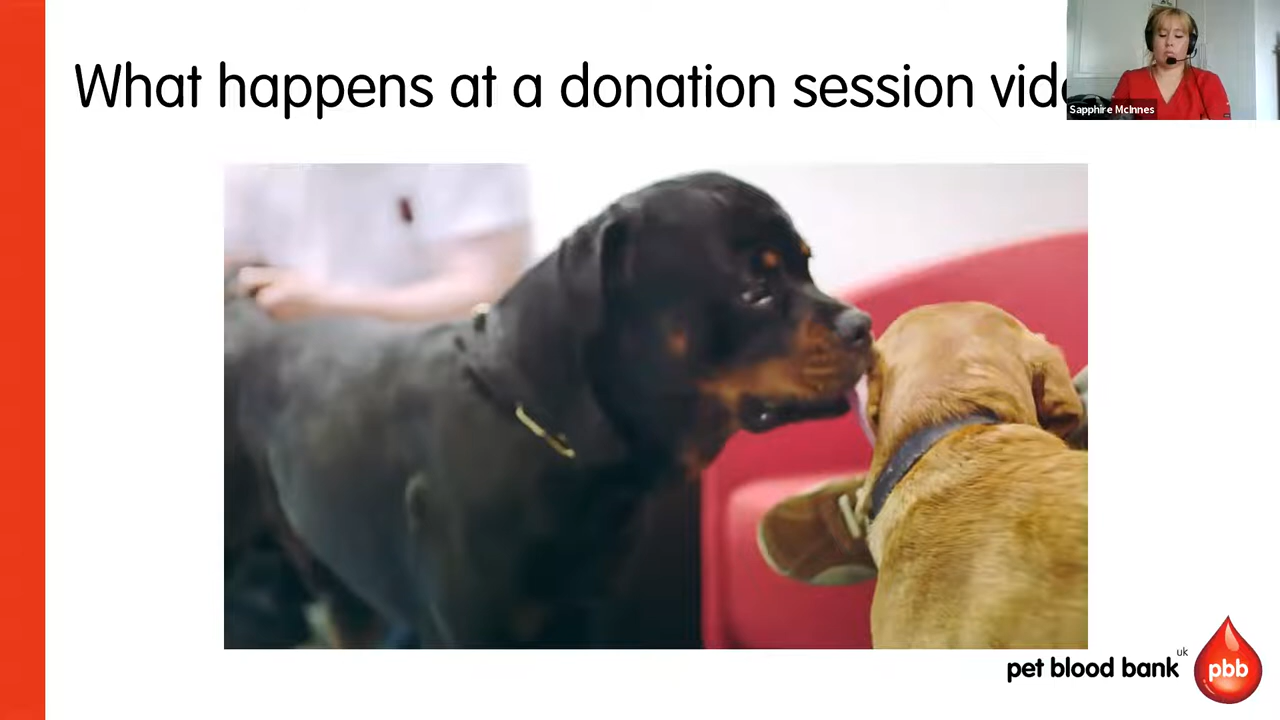 What happens at a donation session vid
Sapphire McInnes
pet blood bank uk
pbb